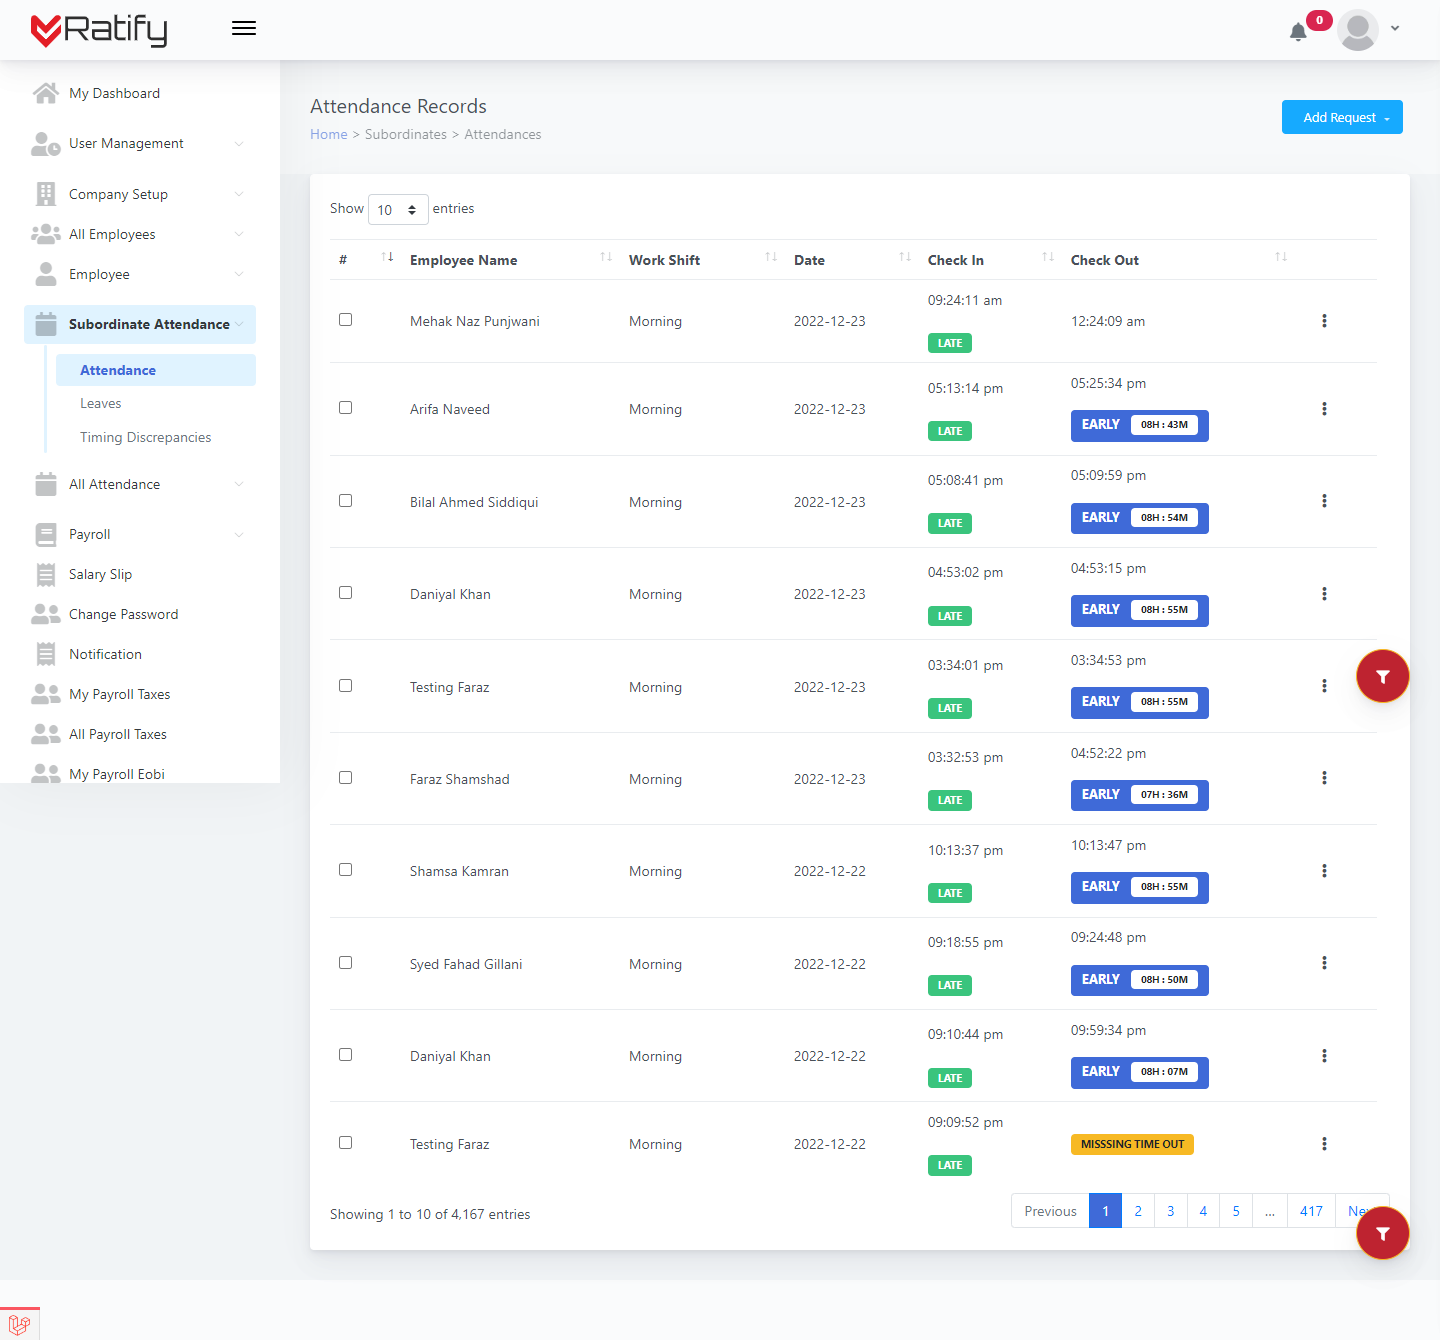 Ratify
0
My Dashboard
User Management
Company Setup
All Employees
Employee
Subordinate Attendance
Attendance
Leaves
Timing Discrepancies
All Attendance
Payroll
Salary Slip
Change Password
Notification
My Payroll Taxes
All Payroll Taxes
My Payroll Eobi
Attendance Records
Home > Subordinates > Attendances
Add Request
Show 10 entries
# Employee Name Work Shift Date Check In Check Out
Mehak Naz Punjwani Morning 2022-12-23 09:24:11 am LATE 12:24:09 am
Arifa Naveed Morning 2022-12-23 05:13:14 pm LATE 05:25:34 pm EARLY 08H : 43M
Bilal Ahmed Siddiqui Morning 2022-12-23 05:08:41 pm LATE 05:09:59 pm EARLY 08H : 54M
Daniyal Khan Morning 2022-12-23 04:53:02 pm LATE 04:53:15 pm EARLY 08H : 55M
Testing Faraz Morning 2022-12-23 03:34:01 pm LATE 03:34:53 pm EARLY 08H : 55M
Faraz Shamshad Morning 2022-12-23 03:32:53 pm LATE 04:52:22 pm EARLY 07H : 36M
Shamsa Kamran Morning 2022-12-22 10:13:37 pm LATE 10:13:47 pm EARLY 08H : 55M
Syed Fahad Gillani Morning 2022-12-22 09:18:55 pm LATE 09:24:48 pm EARLY 08H : 50M
Daniyal Khan Morning 2022-12-22 09:10:44 pm LATE 09:59:34 pm EARLY 08H : 07M
Testing Faraz Morning 2022-12-22 09:09:52 pm LATE MISSSING TIME OUT
Showing 1 to 10 of 4,167 entries
Previous 1 2 3 4 5 ... 417